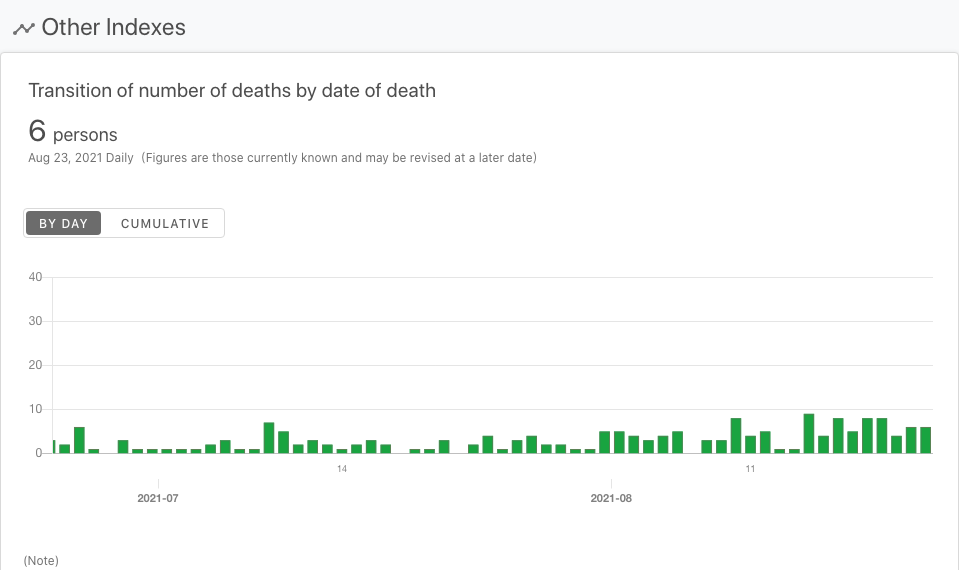 Other Indexes
Transition of number of deaths by date of death
6 persons
Aug 23, 2021 Daily (Figures are those currently known and may be revised at a later date)
BY DAY CUMULATIVE
40
30
20
10
0
14 11
2021-07 2021-08
(Note)